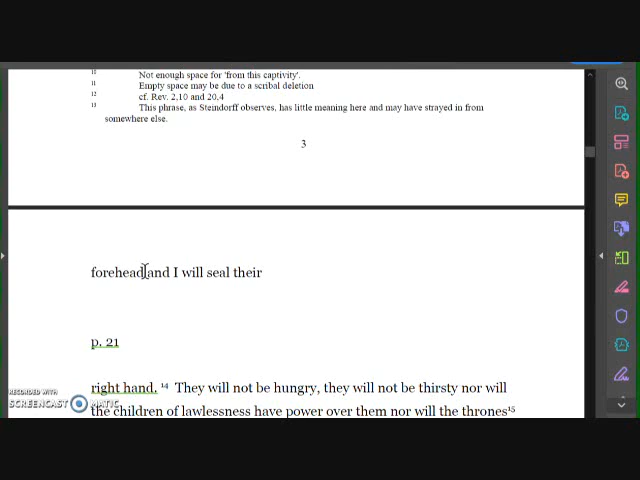 10 Not enough space for 'from this captivity'.
11 Empty space may be due to a scribal deletion
12 cf. Rev. 2,10 and 20,4
13 This phrase, as Steindorff observes, has little meaning here and may have strayed in from
somewhere else.
3
forehead and I will seal their
p. 21
right hand. 14 They will not be hungry, they will not be thirsty nor will
the children of lawlessness have power over them nor will the thrones15
RECORDED WITH
SCREENCAST MATIC